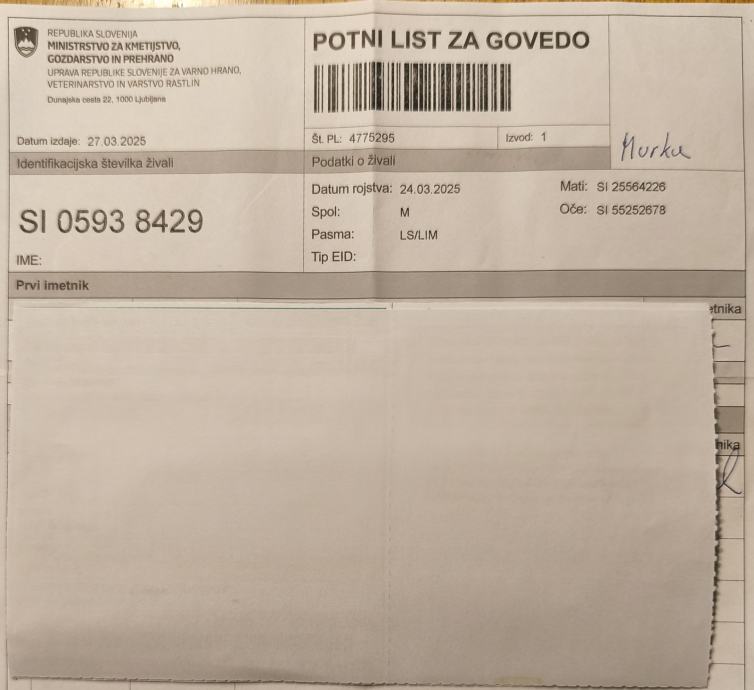 REPUBLIKA SLOVENIJA
MINISTRSTVO ZA KMETIJSTVO,
GOZDARSTVO IN PREHRANO
UPRAVA REPUBLIKE SLOVENIJE ZA VARNO HRANO,
VETERINARSTVO IN VARSTVO RASTLIN
Dunajska cesta 22, 1000 Ljubljana
Datum izdaje: 27.03.2025
POTNI LIST ZA GOVEDO
Št. PL: 4775295
Izvod: 1
Identifikacijska številka živali
SI 0593 8429
IME:
Podatki o živali
Datum rojstva: 24.03.2025
Spol: M
Pasma: LS/LIM
Tip EID:
Mati: SI 25564226
Oče: SI 55252678
Prvi imetnik
etnika
nika